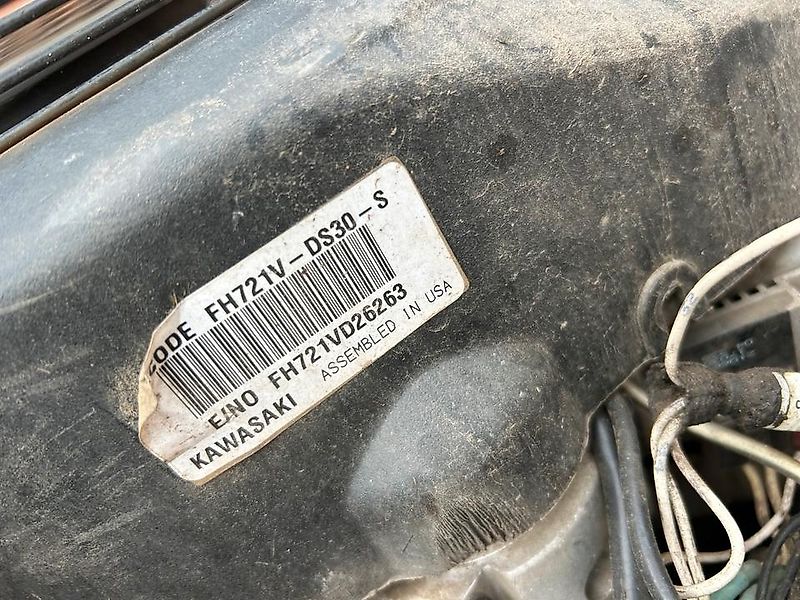 CODE FH721V-DS30-S
E/NO FH721VD26263
KAWASAKI ASSEMBLED IN USA